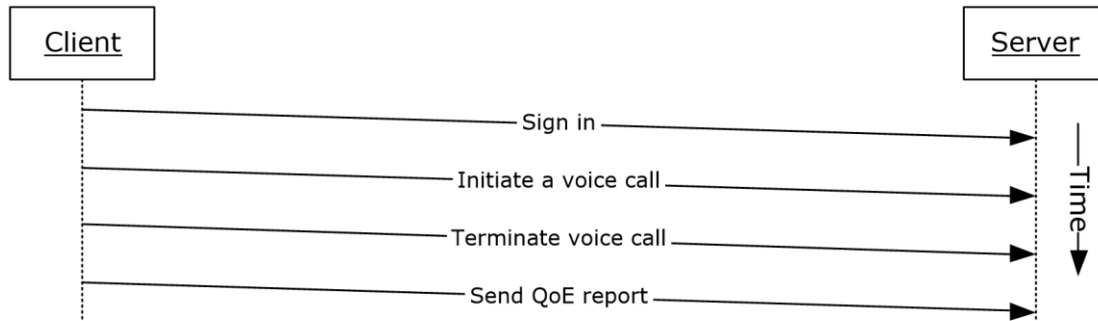 Client
Server
Sign in
Initiate a voice call
Terminate voice call
Send QoE report
Time